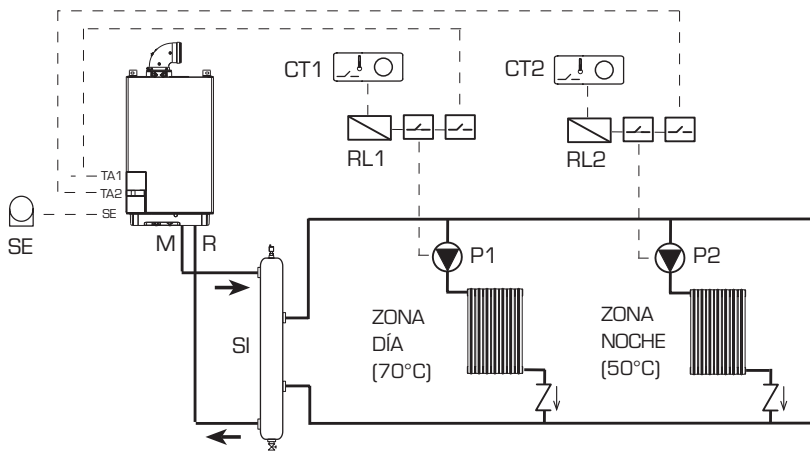 CT1
CT2
RL1
RL2
TA1
TA2
SE
SE
M R
P1
P2
SI
ZONA
DÍA
(70°C)
ZONA
NOCHE
(50°C)